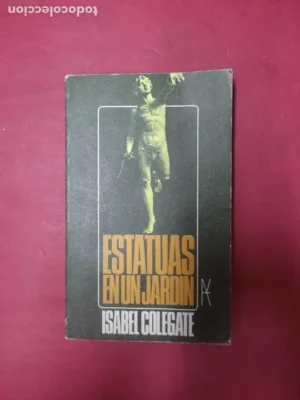 todocoleccion
ESTATUAS
EN UN JARDIN
ISABEL COLEGATE